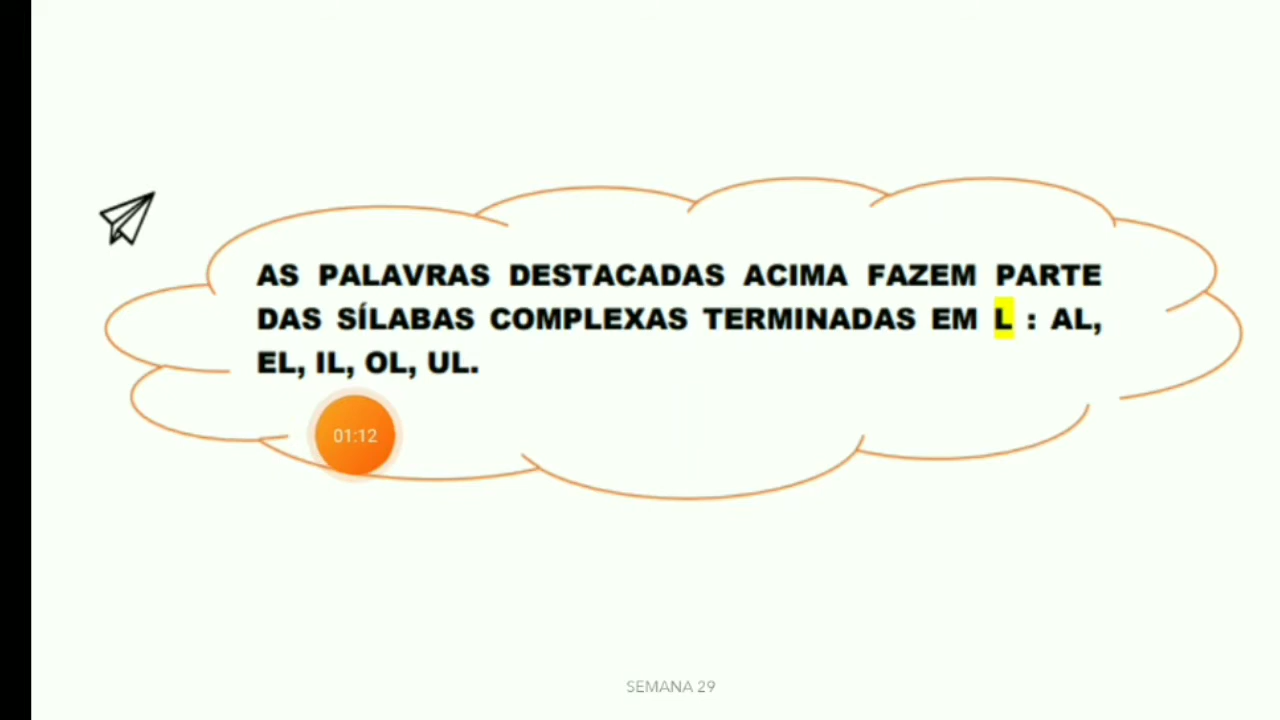 AS PALAVRAS DESTACADAS ACIMA FAZEM PARTE
DAS SÍLABAS COMPLEXAS TERMINADAS EM L : AL,
EL, IL, OL, UL.
01:12
SEMANA 29